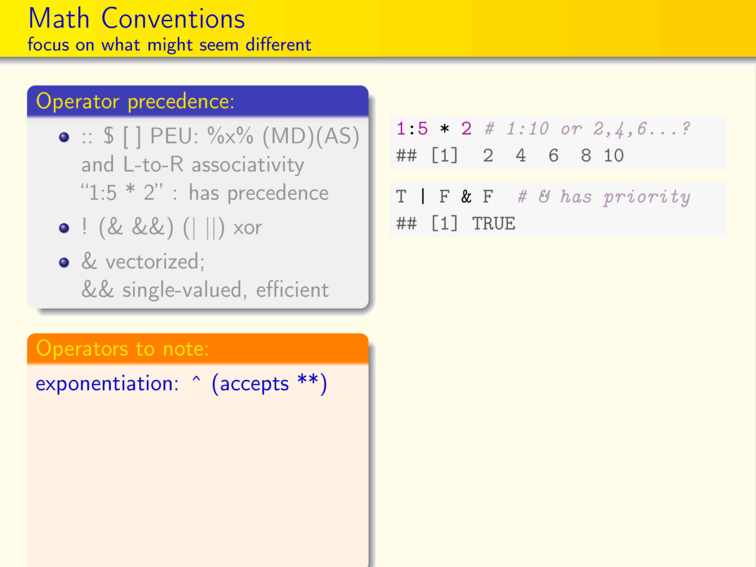 Math Conventions
focus on what might seem different
Operator precedence:
:: $ [ ] PEU: %x% (MD)(AS)
and L-to-R associativity
“1:5 * 2” : has precedence
! (& &&) (| ||) xor
& vectorized;
&& single-valued, efficient
1:5 * 2 # 1:10 or 2,4,6...?
## [1]  2  4  6  8 10
T | F & F  # & has priority
## [1] TRUE
Operators to note:
exponentiation: ^ (accepts **)